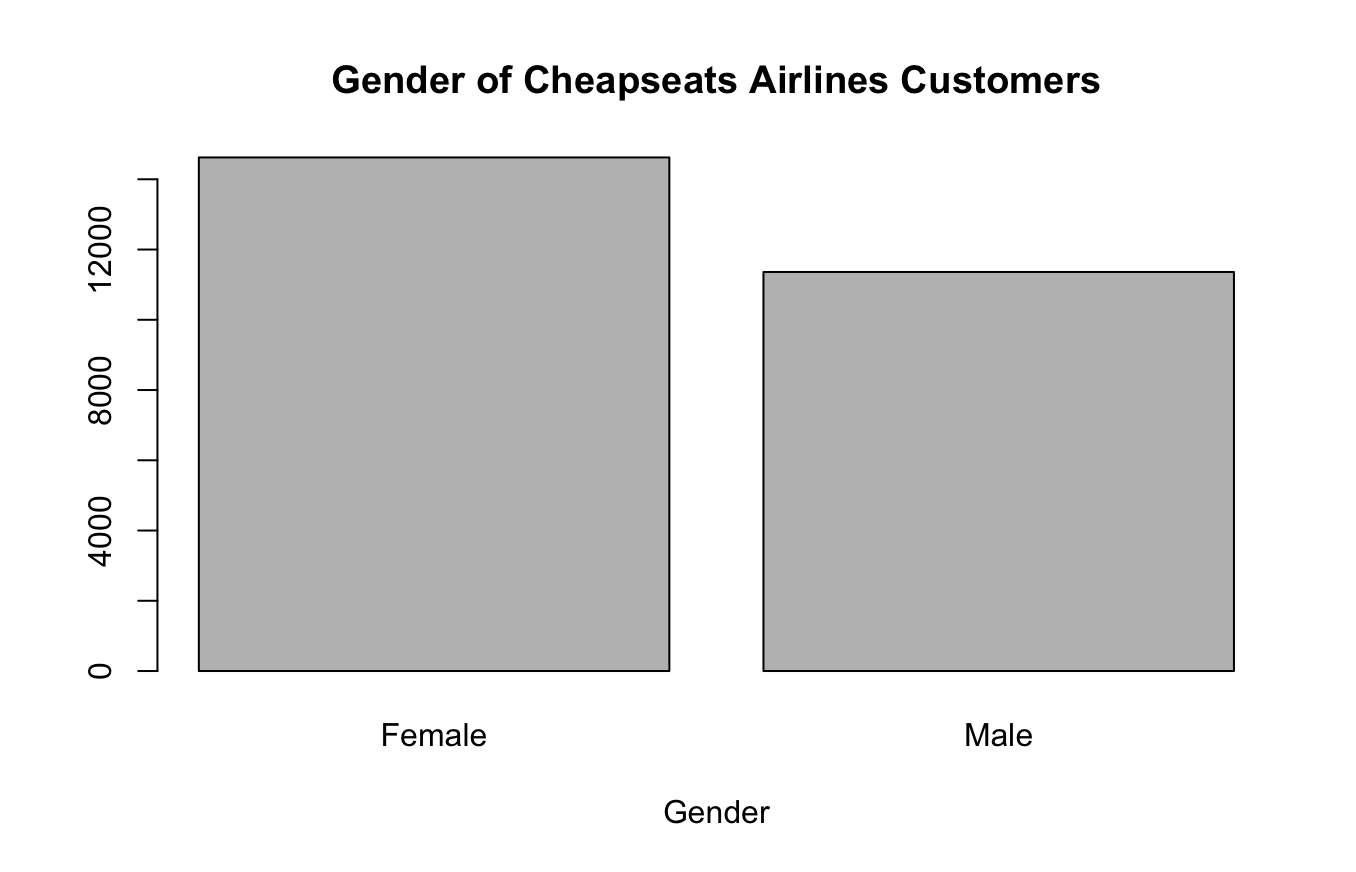 Gender of Cheapseats Airlines Customers
12000
8000
4000
0
Female Male
Gender